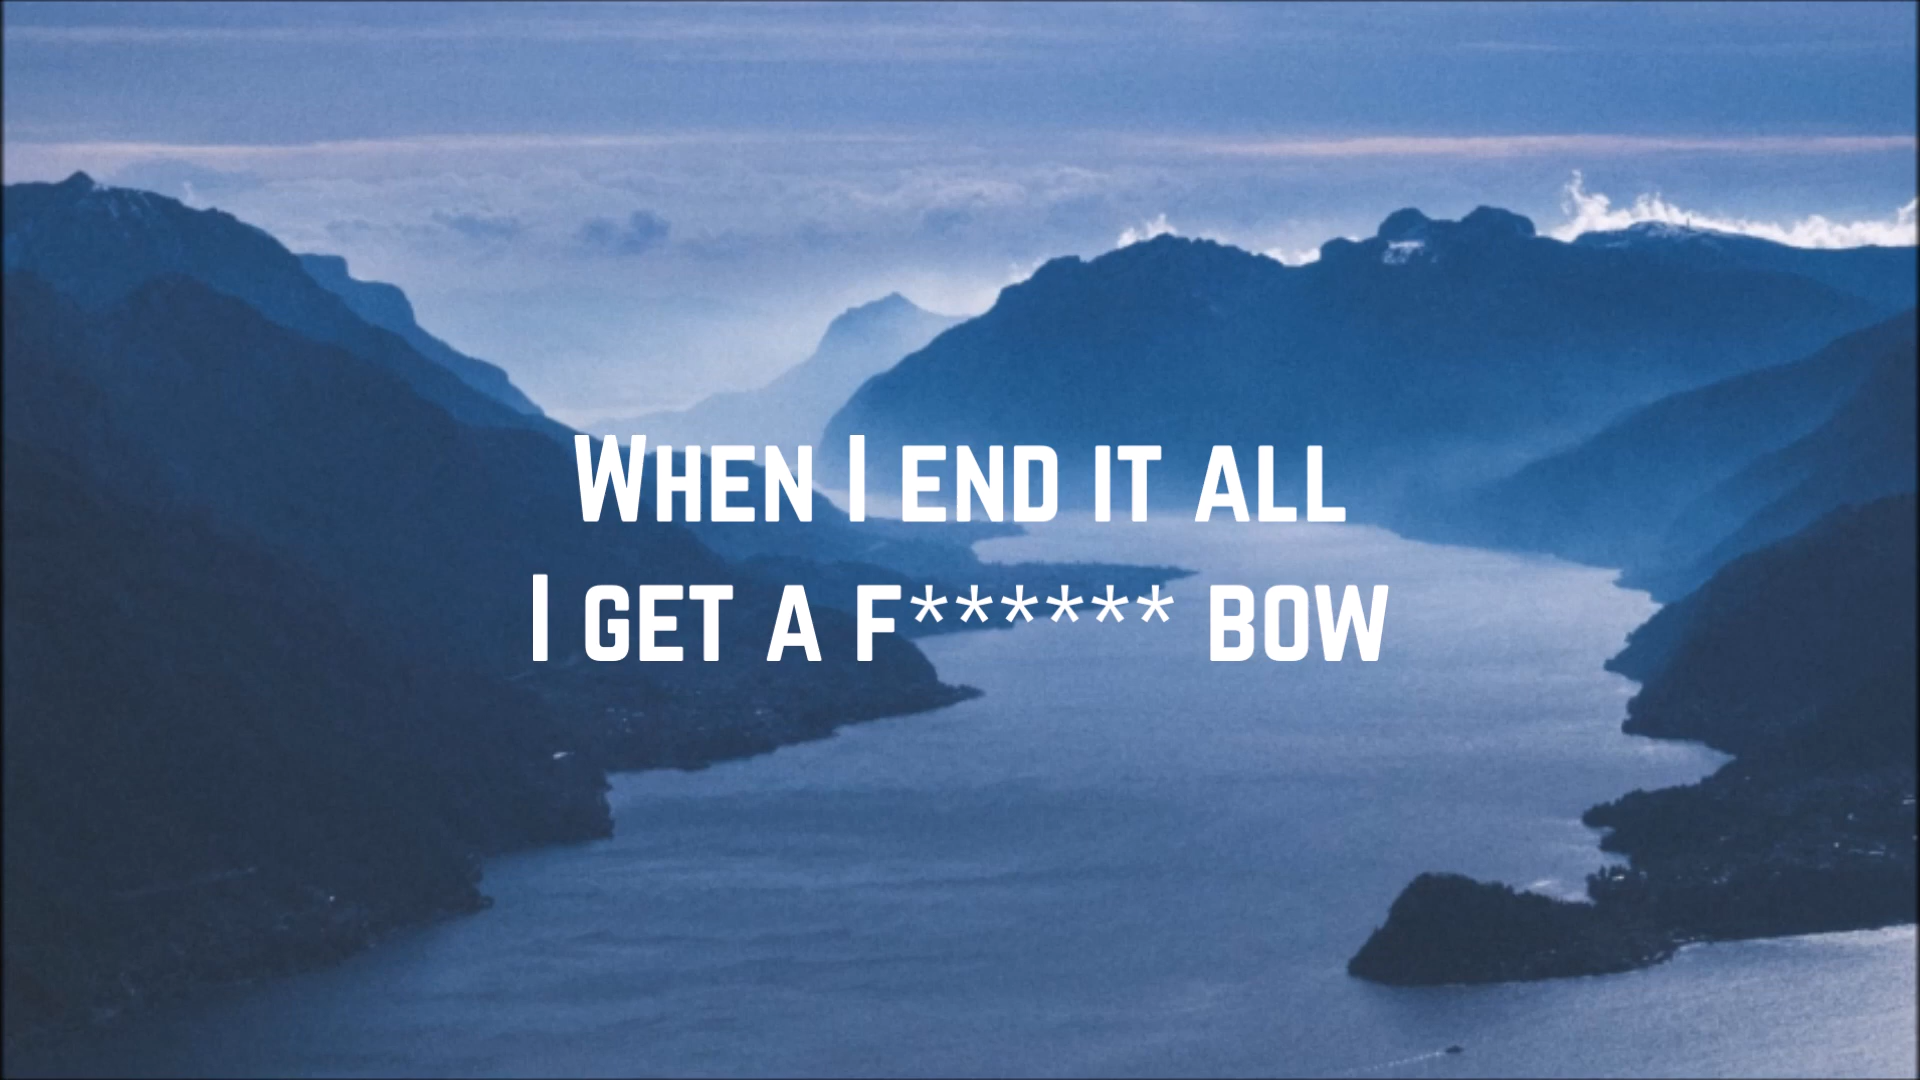 When I end it all
I get a f****** bow